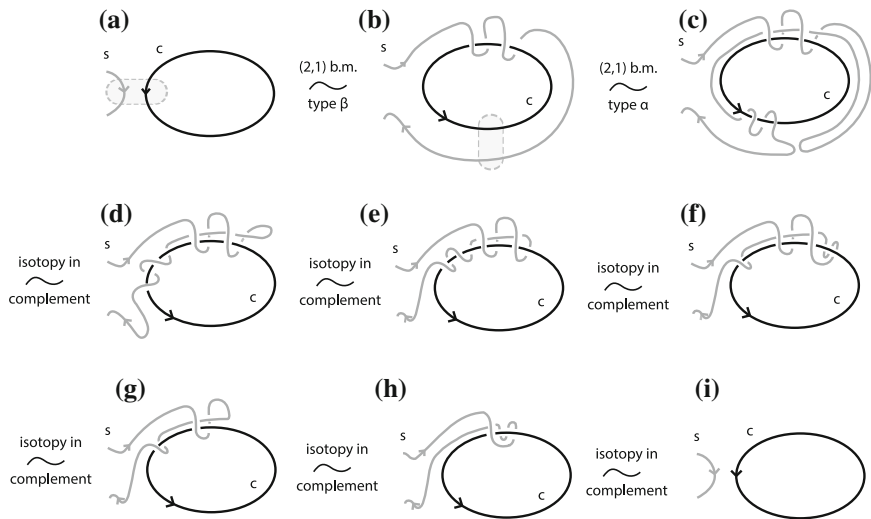 (a)
s
c
(2,1) b.m.
type β
(b)
s
c
(2,1) b.m.
type α
(c)
s
c
isotopy in
complement
(d)
s
c
isotopy in
complement
(e)
s
c
isotopy in
complement
(f)
s
c
isotopy in
complement
(g)
s
c
isotopy in
complement
(h)
s
c
isotopy in
complement
(i)
s
c